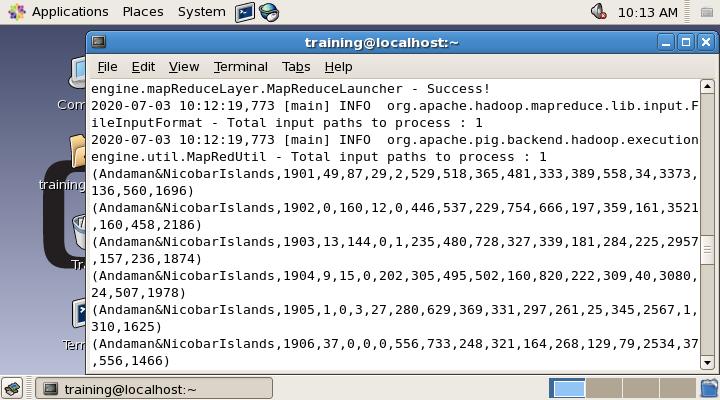 Applications Places System
10:13 AM
training@localhost:~
File Edit View Terminal Tabs Help
engine.mapReduceLayer.MapReduceLauncher - Success!
2020-07-03 10:12:19,773 [main] INFO  org.apache.hadoop.mapreduce.lib.input.F
ileInputFormat - Total input paths to process : 1
2020-07-03 10:12:19,773 [main] INFO  org.apache.pig.backend.hadoop.execution
engine.util.MapRedUtil - Total input paths to process : 1
(Andaman&NicobarIslands,1901,49,87,29,2,529,518,365,481,333,389,558,34,3373,
136,560,1696)
(Andaman&NicobarIslands,1902,0,160,12,0,446,537,229,754,666,197,359,161,3521
,160,458,2186)
(Andaman&NicobarIslands,1903,13,144,0,1,235,480,728,327,339,181,284,225,2957
,157,236,1874)
(Andaman&NicobarIslands,1904,9,15,0,202,305,495,502,160,820,222,309,40,3080,
24,507,1978)
(Andaman&NicobarIslands,1905,1,0,3,27,280,629,369,331,297,261,25,345,2567,1,
310,1625)
(Andaman&NicobarIslands,1906,37,0,0,0,556,733,248,321,164,268,129,79,2534,37
,556,1466)
Com
training
Tr
Term
training@localhost:~